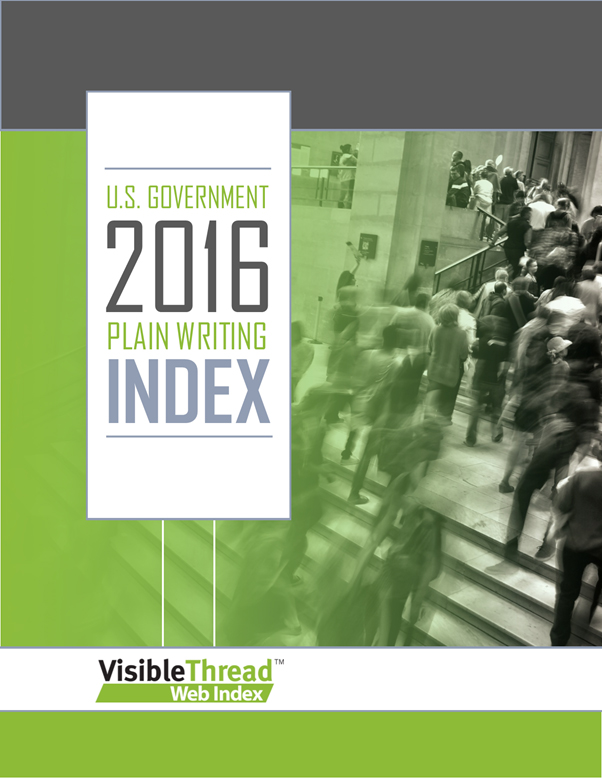 U.S. GOVERNMENT
2016
PLAIN WRITING
INDEX
VisibleThread™
Web Index